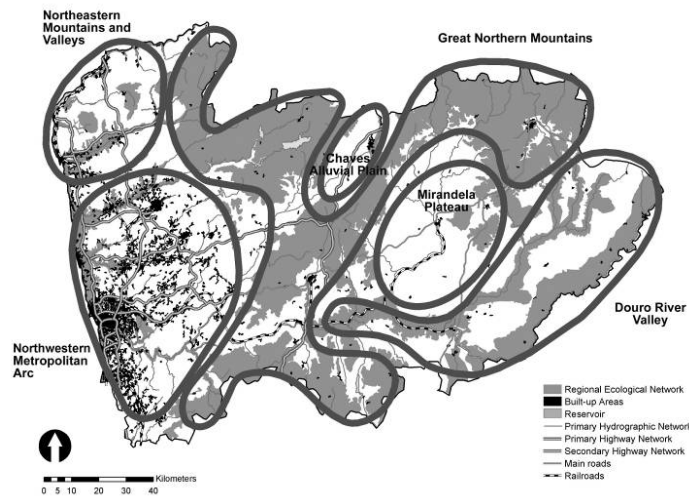 Northeastern
Mountains and
Valleys
Great Northern Mountains
Chaves
Alluvial Plain
Mirandela
Plateau
Douro River
Valley
Northwestern
Metropolitan
Arc
Regional Ecological Network
Built-up Areas
Reservoir
Primary Hydrographic Network
Primary Highway Network
Secondary Highway Network
Main roads
Railroads
Kilometers
0 5 10 20 30 40